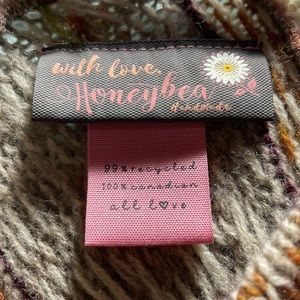 with love,
Honeybea
Handmade
99% recycled
100% canadian
all love